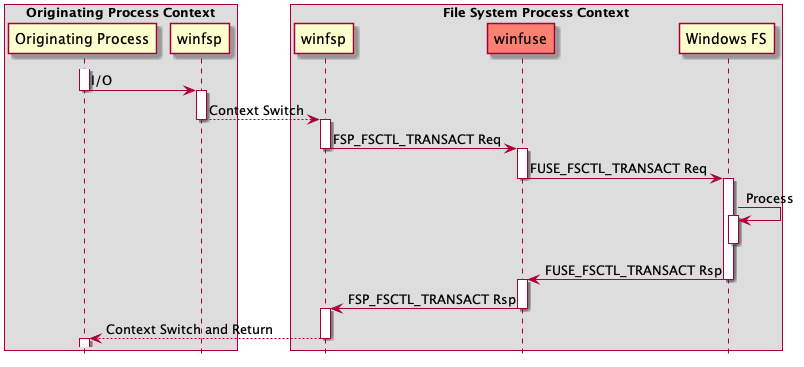 Originating Process Context
File System Process Context
Originating Process
winfsp
winfsp
winfuse
Windows FS
I/O
Context Switch
FSP_FSCTL_TRANSACT Req
FUSE_FSCTL_TRANSACT Req
Process
FUSE_FSCTL_TRANSACT Rsp
FSP_FSCTL_TRANSACT Rsp
Context Switch and Return